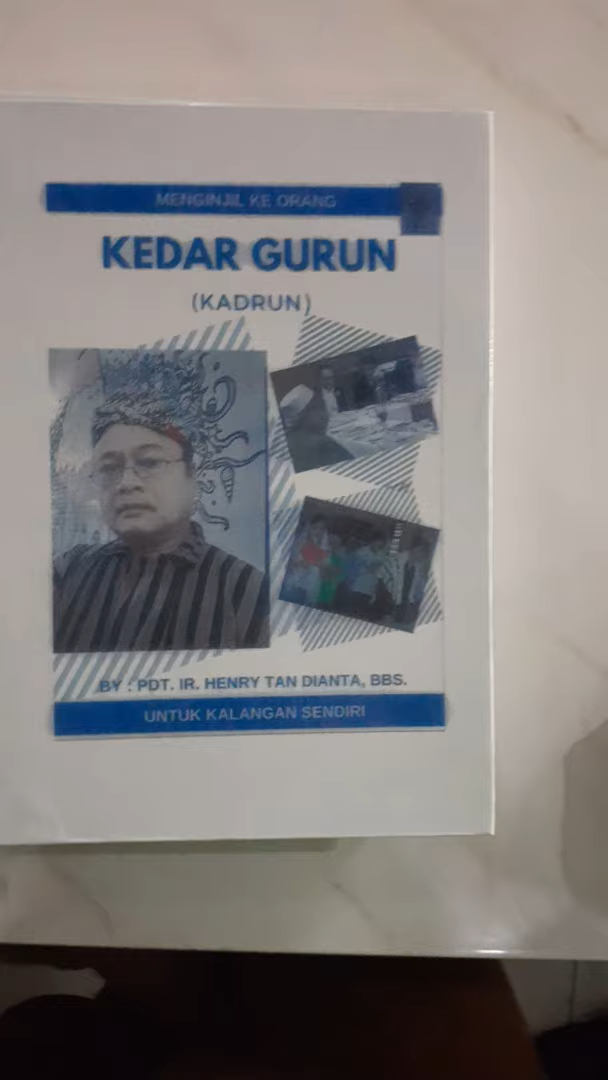 MENGINJIL KE ORANG
KEDAR GURUN
(KADRUN)
BY : PDT. IR. HENRY TAN DIANTA, BBS.
UNTUK KALANGAN SENDIRI